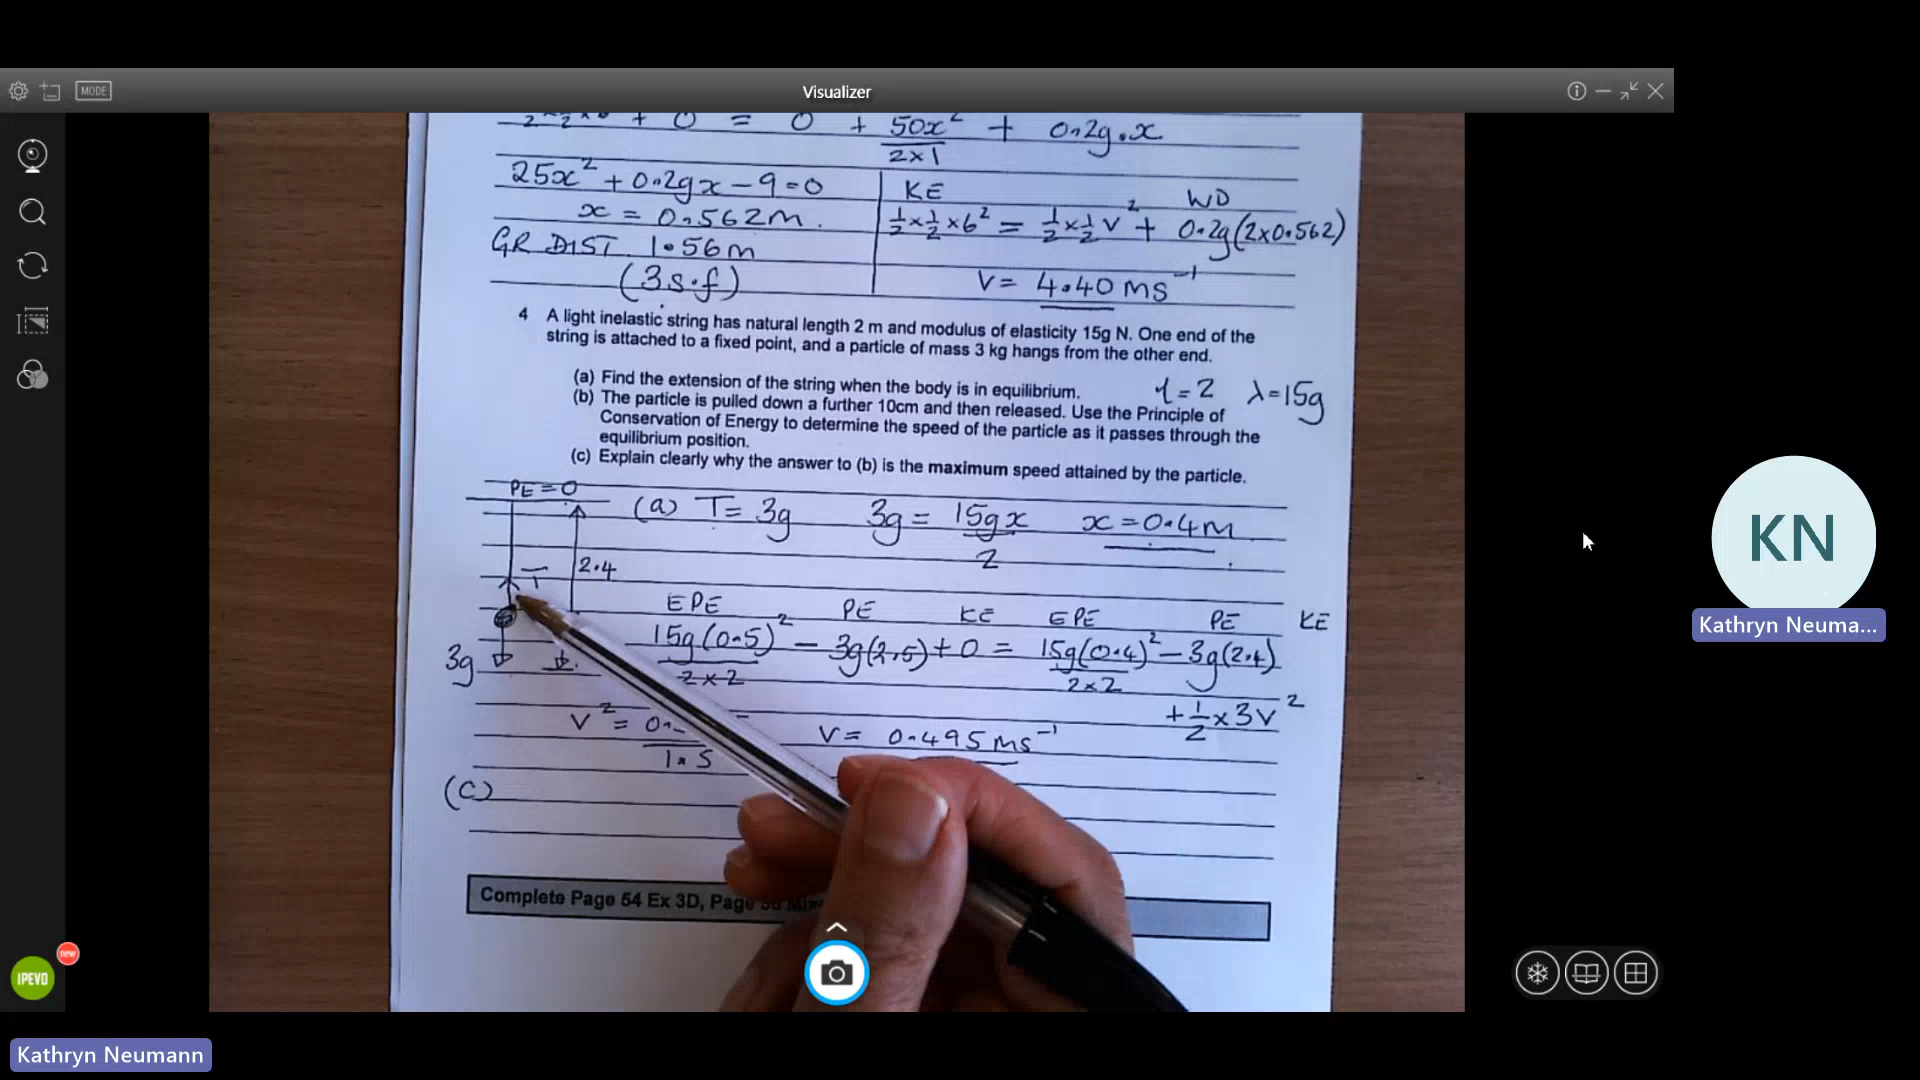 MODE
Visualizer
+ 0 = 0 + 50x² + 0.2g.x
2×1
25x² + 0.2gx - 9 = 0
x = 0.562m.
GR DIST 1.56m
(3s.f)
KE WD
½×½×6² = ½×½v² + 0.2g(2×0.562)
v = 4.40 ms⁻¹
4 A light inelastic string has natural length 2 m and modulus of elasticity 15g N. One end of the
string is attached to a fixed point, and a particle of mass 3 kg hangs from the other end.
(a) Find the extension of the string when the body is in equilibrium.
l = 2 λ=15g
(b) The particle is pulled down a further 10cm and then released. Use the Principle of
Conservation of Energy to determine the speed of the particle as it passes through the
equilibrium position.
(c) Explain clearly why the answer to (b) is the maximum speed attained by the particle.
PE = 0
(a) T = 3g 3g = 15gx x = 0.4m
2
T 2.4
3g
EPE PE KE EPE PE KE
15g(0.5)² - 3g(2.5) + 0 = 15g(0.4)² - 3g(2.4)
2×2 2×2
+ ½×3v²
v² = 0.
1.5
v = 0.495 ms⁻¹
(c)
Complete Page 54 Ex 3D, Page
IPEVO
new
KN
Kathryn Neuma...
Kathryn Neumann